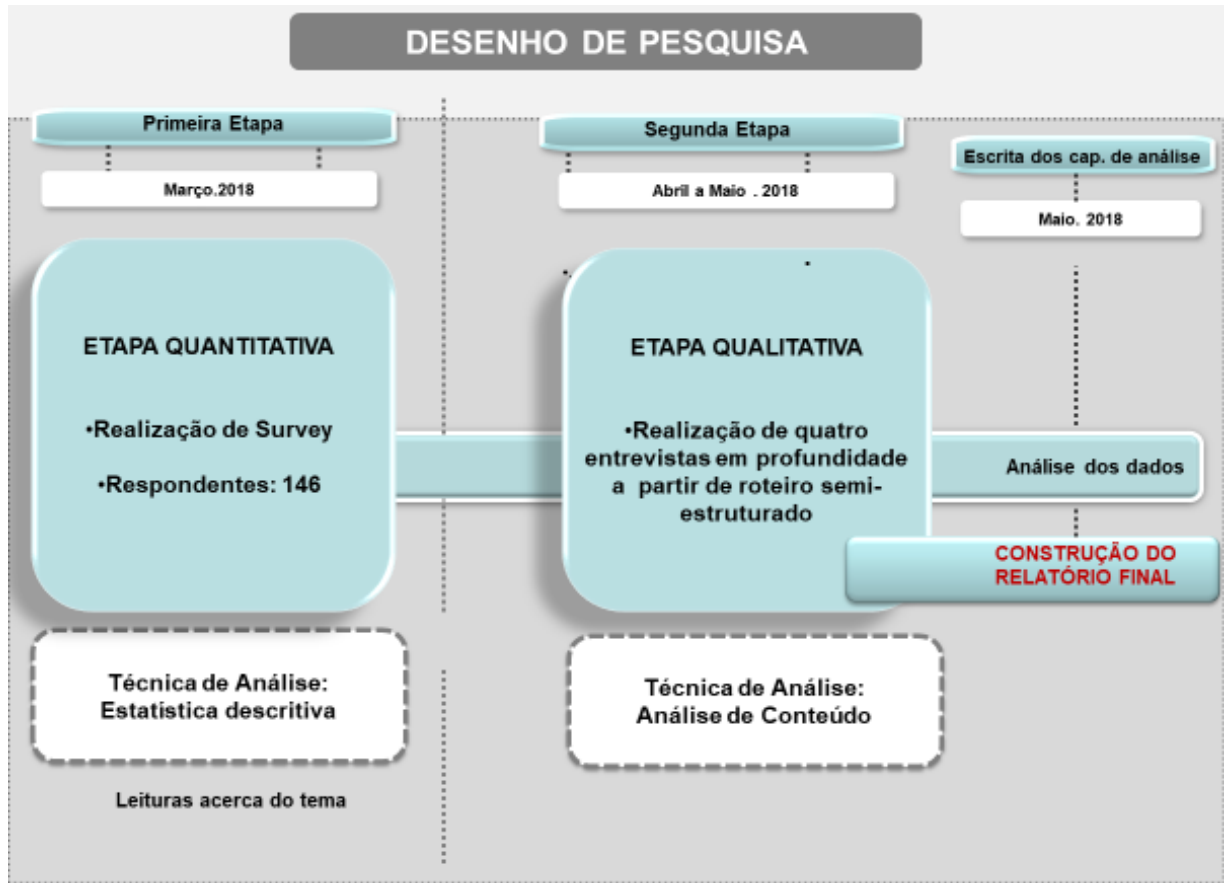 DESENHO DE PESQUISA
Primeira Etapa
Março.2018
ETAPA QUANTITATIVA
•Realização de Survey
•Respondentes: 146
Técnica de Análise:
Estatística descritiva
Leituras acerca do tema
Segunda Etapa
Abril a Maio . 2018
ETAPA QUALITATIVA
•Realização de quatro
entrevistas em profundidade
a partir de roteiro semi-
estruturado
Técnica de Análise:
Análise de Conteúdo
Escrita dos cap. de análise
Maio. 2018
Análise dos dados
CONSTRUÇÃO DO
RELATÓRIO FINAL